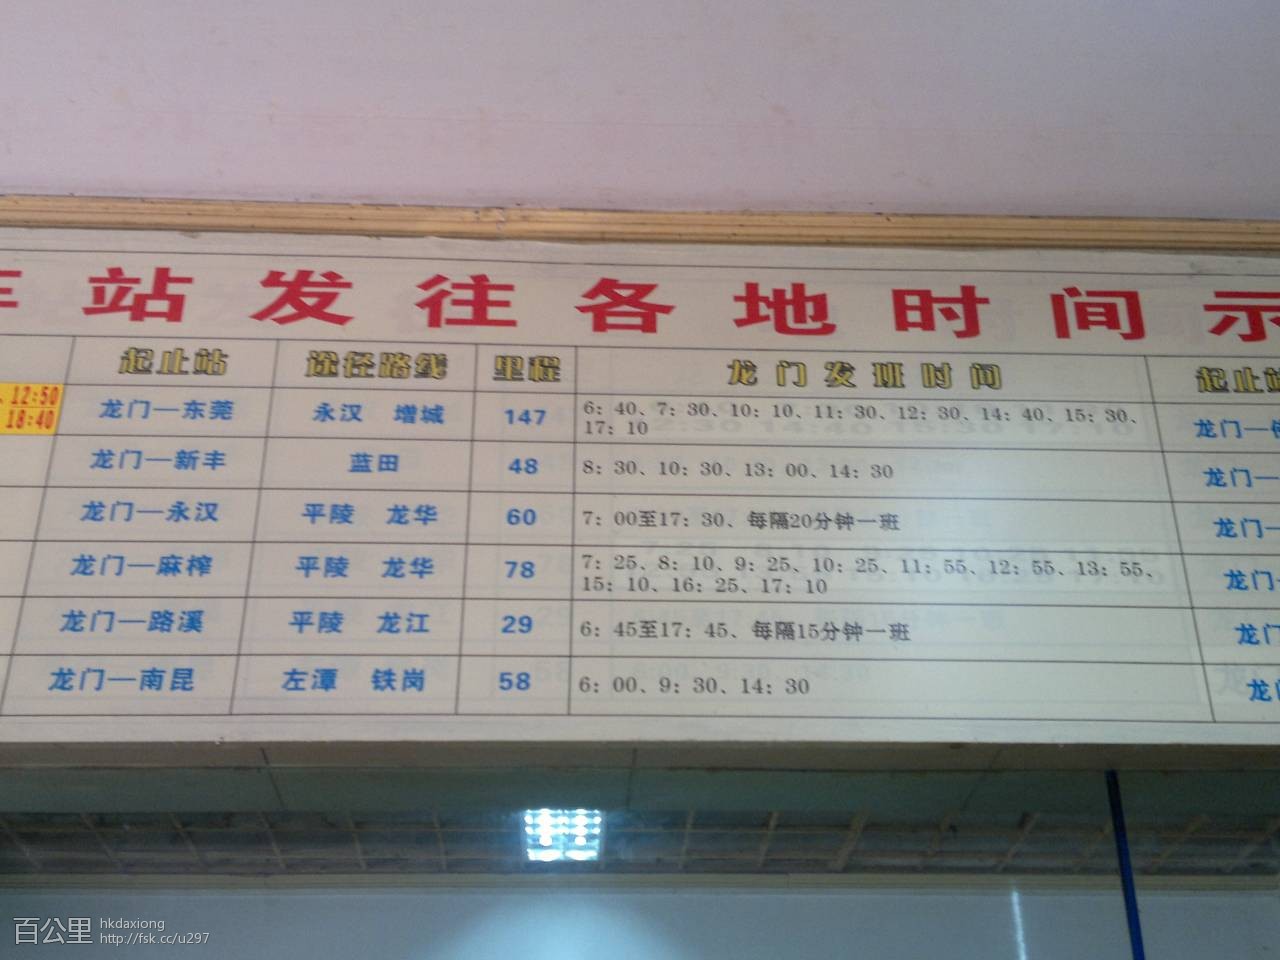 车站发往各地时间示
起止站 途径路线 里程 龙门发班时间 起止站
12:50
18:40
龙门—东莞 永汉 增城 147 6：40、7：30、10：10、11：30、12：30、14：40、15：30、
17：10
龙门—
龙门—新丰 蓝田 48 8：30、10：30、13：00、14：30 龙门—
龙门—永汉 平陵 龙华 60 7：00至17：30、每隔20分钟一班 龙门—
龙门—麻榨 平陵 龙华 78 7：25、8：10、9：25、10：25、11：55、12：55、13：55、
15：10、16：25、17：10
龙门—
龙门—路溪 平陵 龙江 29 6：45至17：45、每隔15分钟一班 龙门
龙门—南昆 左潭 铁岗 58 6：00、9：30、14：30 龙
百公里 hkdaxiong
http://fsk.cc/u297